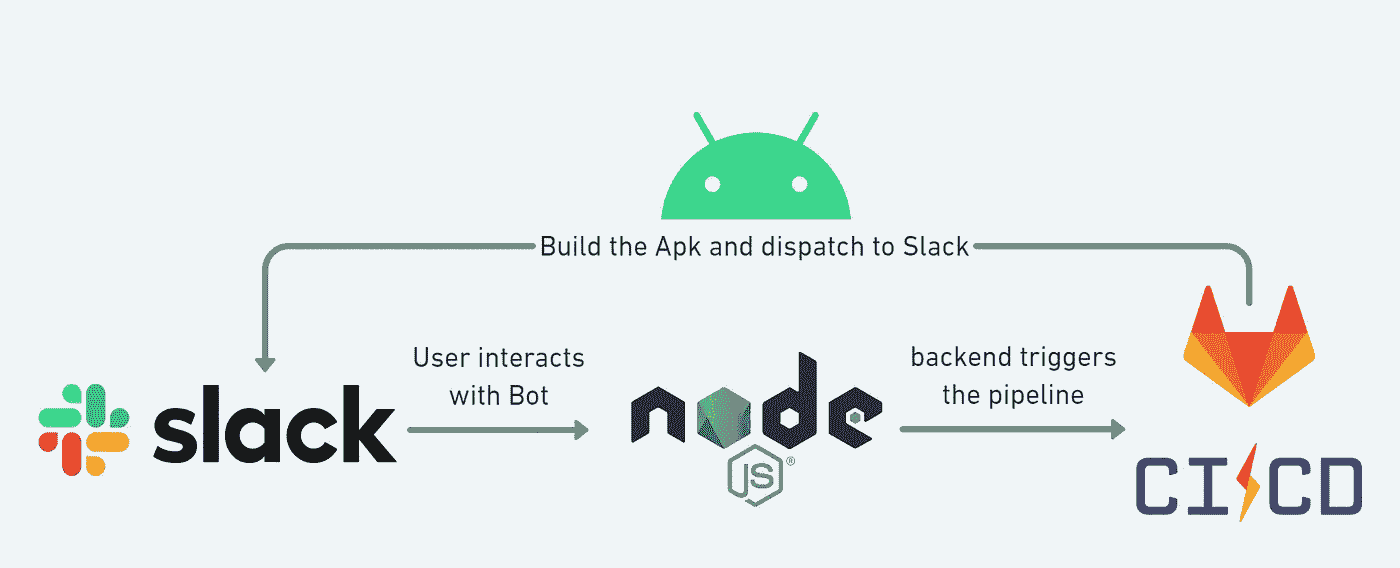 Build the Apk and dispatch to Slack
User interacts
with Bot
backend triggers
the pipeline
slack
node
JS®
CI/CD